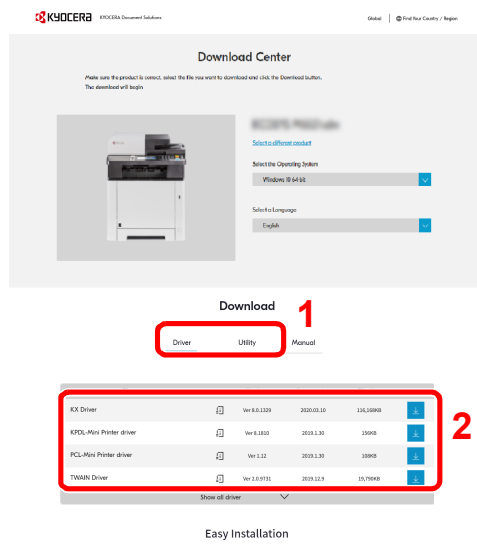 KYOCERA KYOCERA Document Solutions Global Find Your Country / Region
Download Center
Make sure the product is correct, select the file you want to download and click the Download button.
The download will begin
Select a different product
Select the Operating System
Windows 10 64 bit
Select a Language
English
Download
1
Driver Utility Manual
KX Driver Ver 8.0.1329 2020.03.10 116,168KB
KPDL-Mini Printer driver Ver 8.1810 2019.1.30 196KB
2
PCL-Mini Printer driver Ver 1.12 2019.1.30 108KB
TWAIN Driver Ver 2.0.9731 2019.12.9 19,790KB
Show all driver
Easy Installation